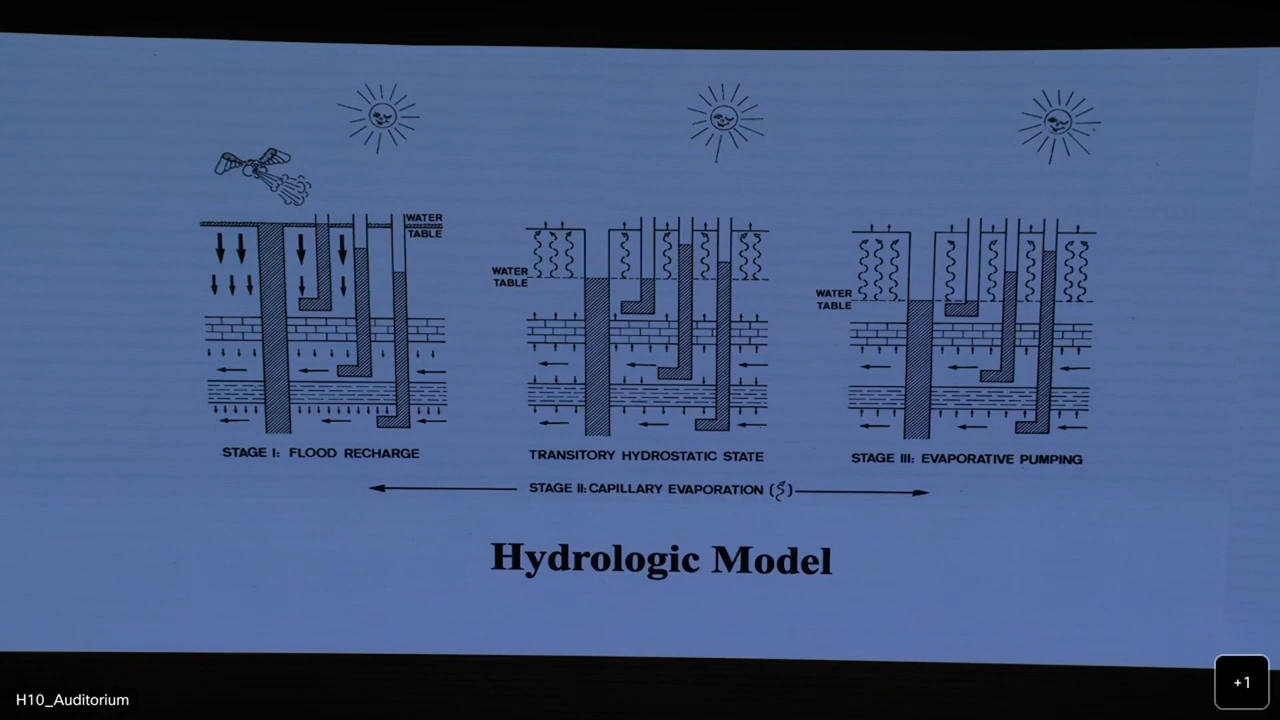 WATER
TABLE
WATER
TABLE
WATER
TABLE
STAGE I: FLOOD RECHARGE
TRANSITORY HYDROSTATIC STATE
STAGE III: EVAPORATIVE PUMPING
STAGE II: CAPILLARY EVAPORATION ( )
Hydrologic Model
H10_Auditorium
+1